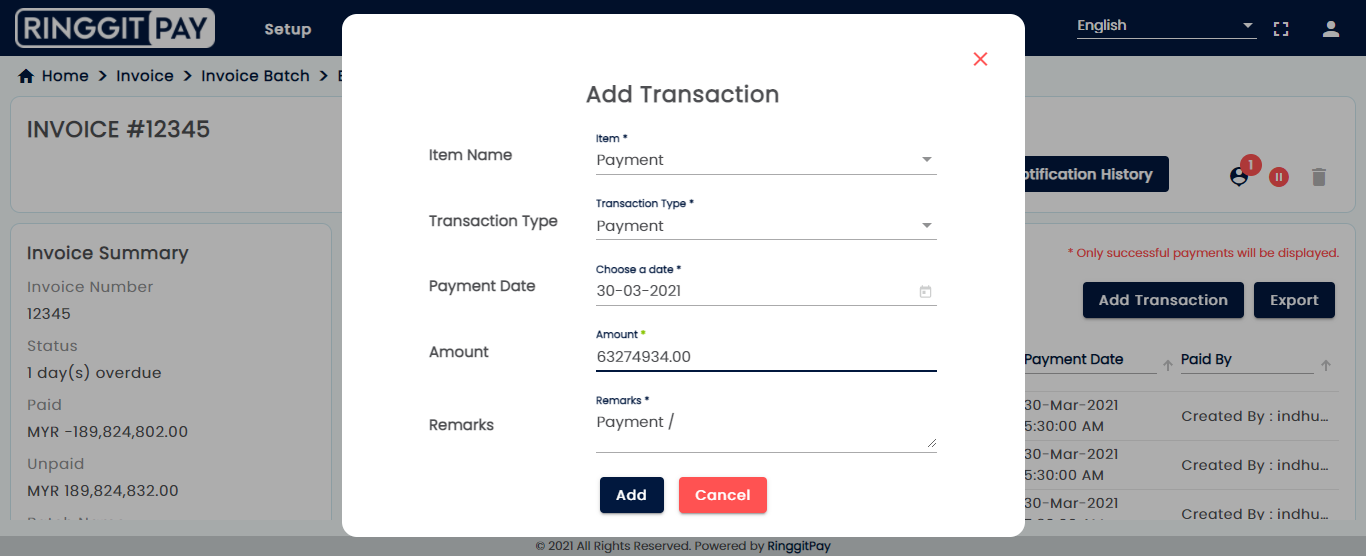 RINGGIT PAY
Setup
English
Home > Invoice > Invoice Batch >
INVOICE #12345
Notification History
1
Invoice Summary
Invoice Number
12345
Status
1 day(s) overdue
Paid
MYR -189,824,802.00
Unpaid
MYR 189,824,832.00
Add Transaction
Item Name
Item *
Payment
Transaction Type
Transaction Type *
Payment
Payment Date
Choose a date *
30-03-2021
Amount
Amount *
63274934.00
Remarks
Remarks *
Payment /
Add
Cancel
* Only successful payments will be displayed.
Add Transaction
Export
Payment Date
Paid By
30-Mar-2021
5:30:00 AM
Created By : indhu...
30-Mar-2021
5:30:00 AM
Created By : indhu...
30-Mar-2021
Created By : indhu...
© 2021 All Rights Reserved. Powered by RinggitPay